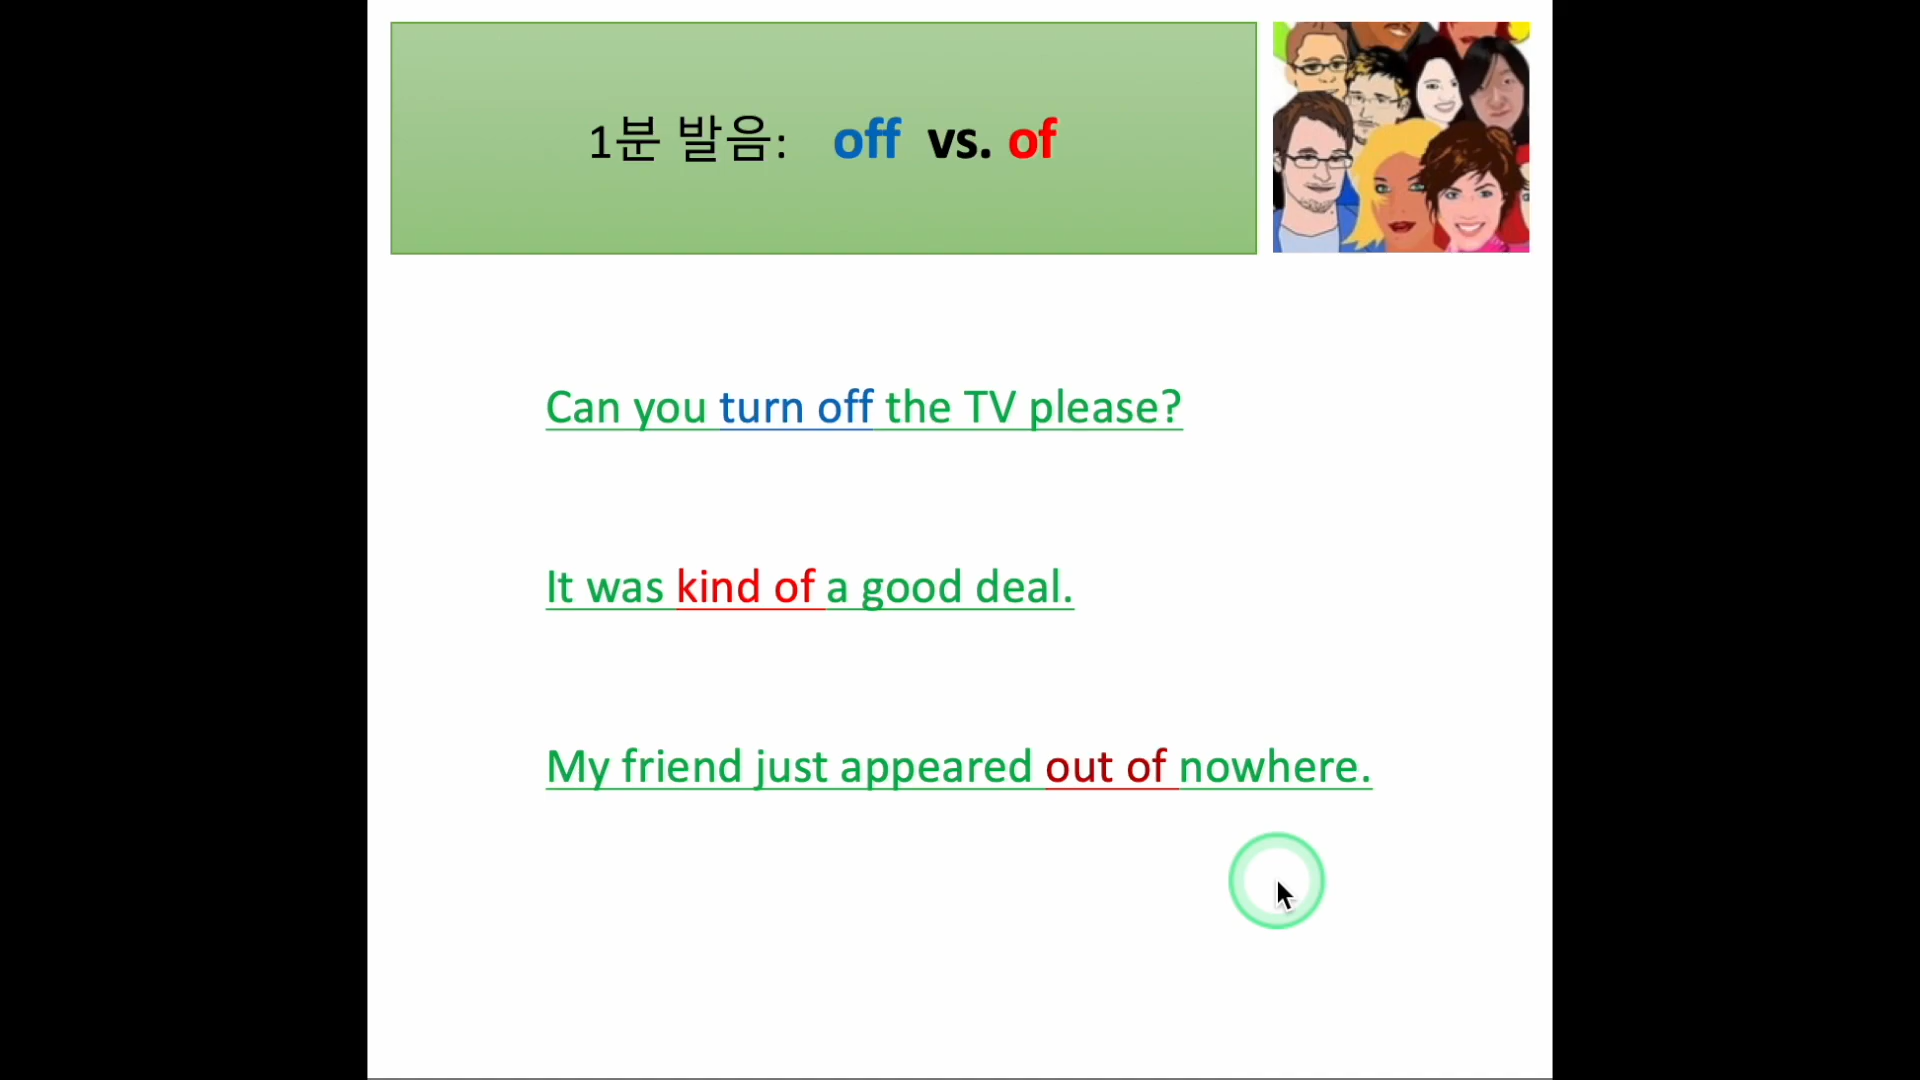 1분 발음: off vs. of
Can you turn off the TV please?
It was kind of a good deal.
My friend just appeared out of nowhere.